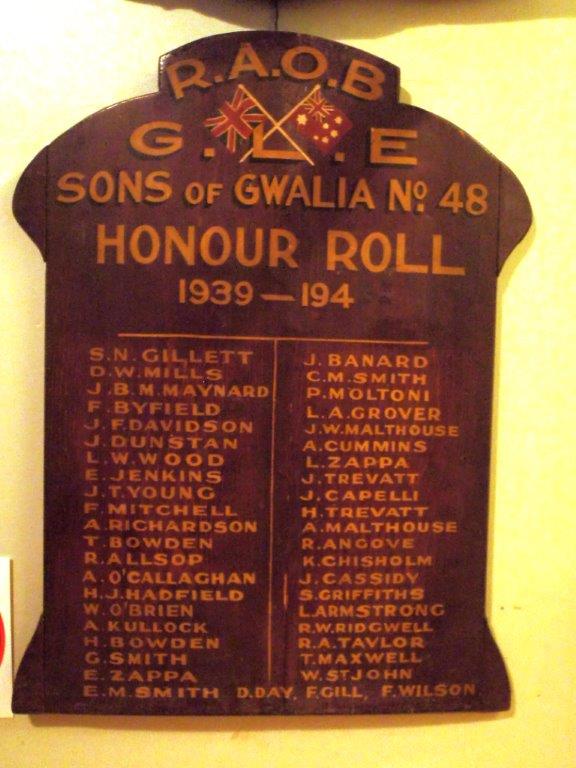 R.A.O.B
G.L.E
SONS OF GWALIA No. 48
HONOUR ROLL
1939 — 194
S.N. GILLETT
D.W. MILLS
J.B.M. MAYNARD
F. BYFIELD
J.F. DAVIDSON
J. DUNSTAN
L.W. WOOD
E. JENKINS
J.T. YOUNG
F. MITCHELL
A. RICHARDSON
T. BOWDEN
R. ALLSOP
A. O'CALLAGHAN
H.J. HADFIELD
W. O'BRIEN
A. KULLOCK
H. BOWDEN
G. SMITH
E. ZAPPA
J. BANARD
C.M. SMITH
P. MOLTONI
L.A. GROVER
J.W. MALTHOUSE
A. CUMMINS
L. ZAPPA
J. TREVATT
J. CAPELLI
H. TREVATT
A. MALTHOUSE
R. ANGOVE
K. CHISHOLM
J. CASSIDY
S. GRIFFITHS
L. ARMSTRONG
R.W. RIDGWELL
R.A. TAYLOR
T. MAXWELL
W. ST JOHN
E.M. SMITH D. DAY, F. GILL, F. WILSON